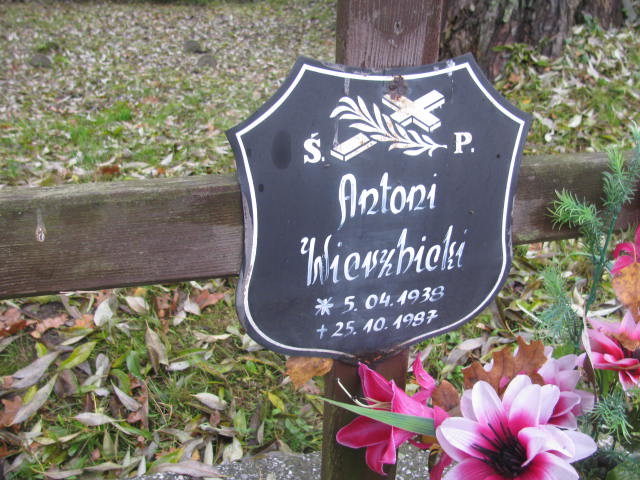 Ś. P.
Antoni
Wierzbicki
* 5.04.1938
+ 25.10.1987